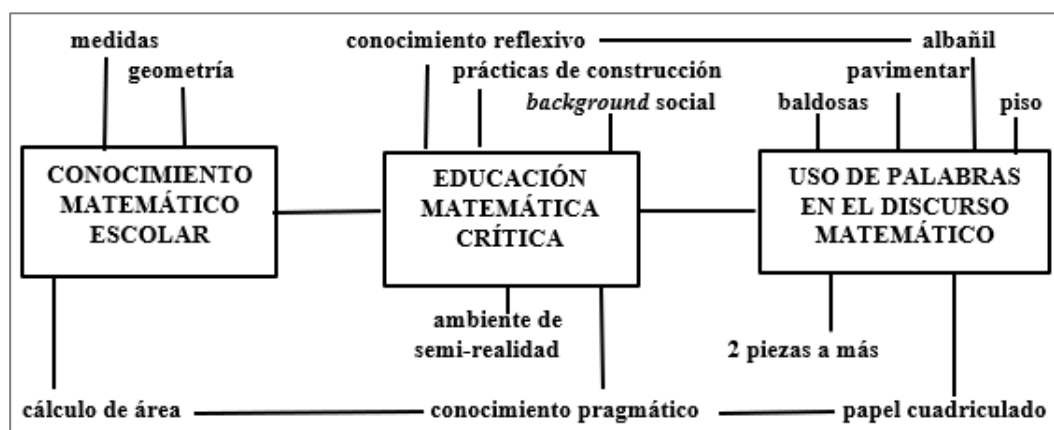 medidas
conocimiento reflexivo
albañil
geometría
prácticas de construcción
pavimentar
background social
baldosas
piso
CONOCIMIENTO
MATEMÁTICO
ESCOLAR
EDUCACIÓN
MATEMÁTICA
CRÍTICA
USO DE PALABRAS
EN EL DISCURSO
MATEMÁTICO
ambiente de
semi-realidad
2 piezas a más
cálculo de área
conocimiento pragmático
papel cuadriculado